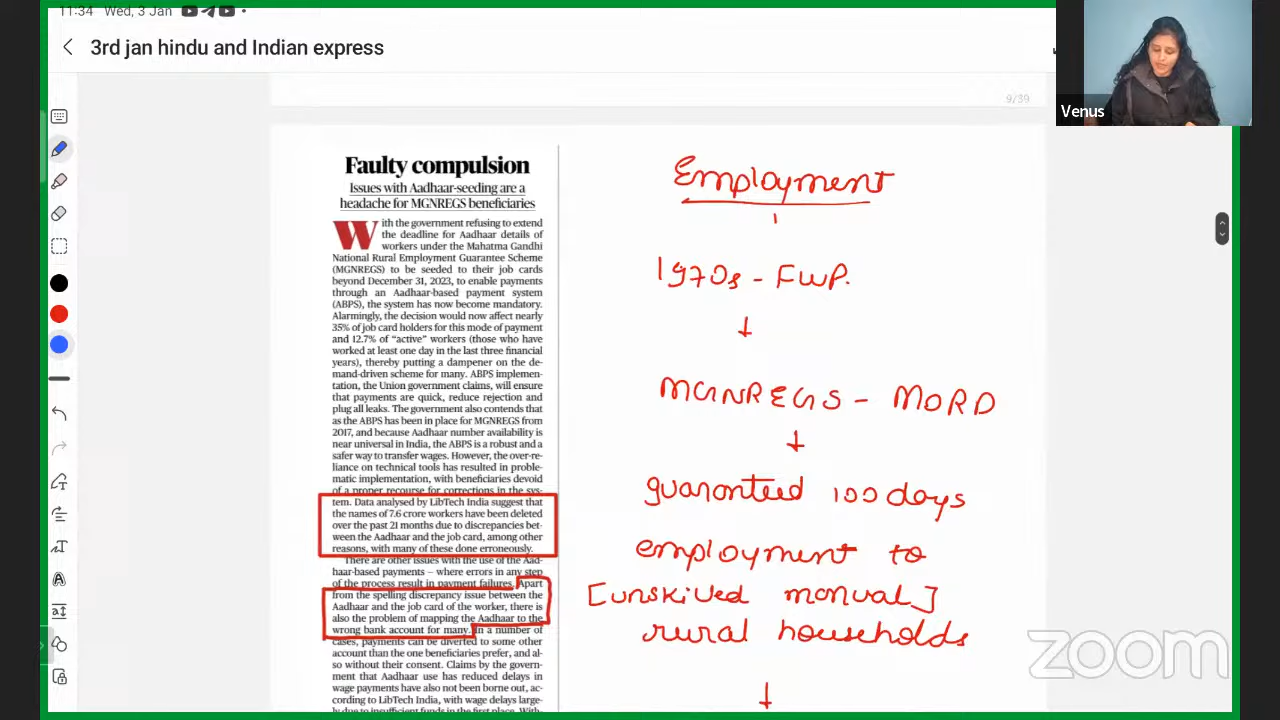 11:34 Wed, 3 Jan
3rd jan hindu and Indian express
Venus
9/39
Faulty compulsion
Issues with Aadhaar-seeding are a
headache for MGNREGS beneficiaries
With the government refusing to extend
the deadline for Aadhaar details of
workers under the Mahatma Gandhi
National Rural Employment Guarantee Scheme
(MGNREGS) to be seeded to their job cards
beyond December 31, 2023, to enable payments
through an Aadhaar-based payment system
(ABPS), the system has now become mandatory.
Alarmingly, the decision would now affect nearly
35% of job card holders for this mode of payment
and 12.7% of “active” workers (those who have
worked at least one day in the last three financial
years), thereby putting a dampener on the de-
mand-driven scheme for many. ABPS implemen-
tation, the Union government claims, will ensure
that payments are quick, reduce rejection and
plug all leaks. The government also contends that
as the ABPS has been in place for MGNREGS from
2017, and because Aadhaar number availability is
near universal in India, the ABPS is a robust and a
safer way to transfer wages. However, the over-re-
liance on technical tools has resulted in proble-
matic implementation, with beneficiaries devoid
of a proper recourse for corrections in the sys-
tem. Data analysed by LibTech India suggest that
the names of 7.6 crore workers have been deleted
over the past 21 months due to discrepancies bet-
ween the Aadhaar and the job card, among other
reasons, with many of these done erroneously.
There are other issues with the use of the Aad-
haar-based payments – where errors in any step
of the process result in payment failures. Apart
from the spelling discrepancy issue between the
Aadhaar and the job card of the worker, there is
also the problem of mapping the Aadhaar to the
wrong bank account for many. In a number of
cases, payments can be diverted to some other
account than the one beneficiaries prefer, and al-
so without their consent. Claims by the govern-
ment that Aadhaar use has reduced delays in
wage payments have also not been borne out, ac-
cording to LibTech India, with wage delays large-
ly due to insufficient funds in the first place. With-
Employment
1970s - FWP.
MGNREGS - MORD
guaranteed 100 days
employment to
[unskilled manual]
rural households
zoom